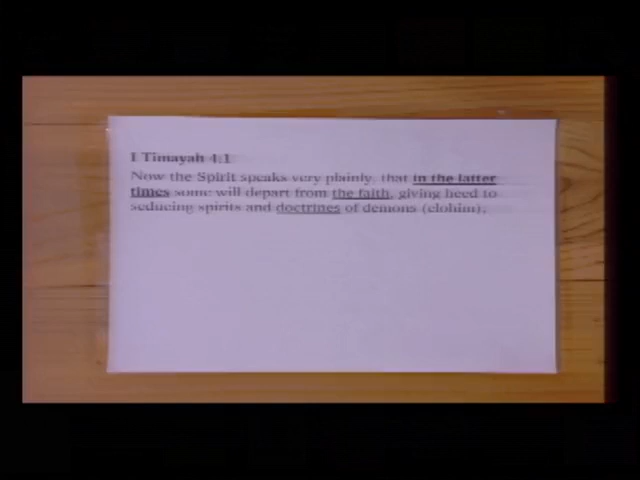 I Timayah 4:1
Now the Spirit speaks very plainly, that in the latter
times some will depart from the faith, giving heed to
seducing spirits and doctrines of demons (elohim);